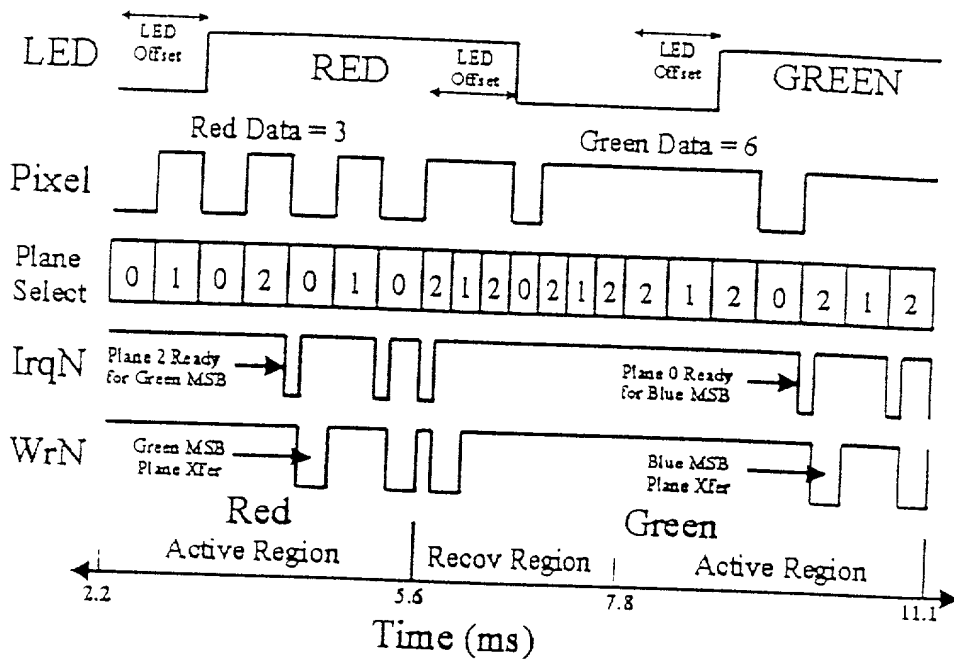 LED
LED
Offset
RED
LED
Offset
LED
Offset
GREEN
Red Data = 3
Green Data = 6
Pixel
Plane
Select
0 1 0 2 0 1 0 2 1 2 0 2 1 2 2 1 2 0 2 1 2
IrqN
Plane 2 Ready
for Green MSB
Plane 0 Ready
for Blue MSB
WrN
Green MSB
Plane XFer
Blue MSB
Plane XFer
Red
Green
Active Region
Recov Region
Active Region
2.2
5.6
7.8
11.1
Time (ms)